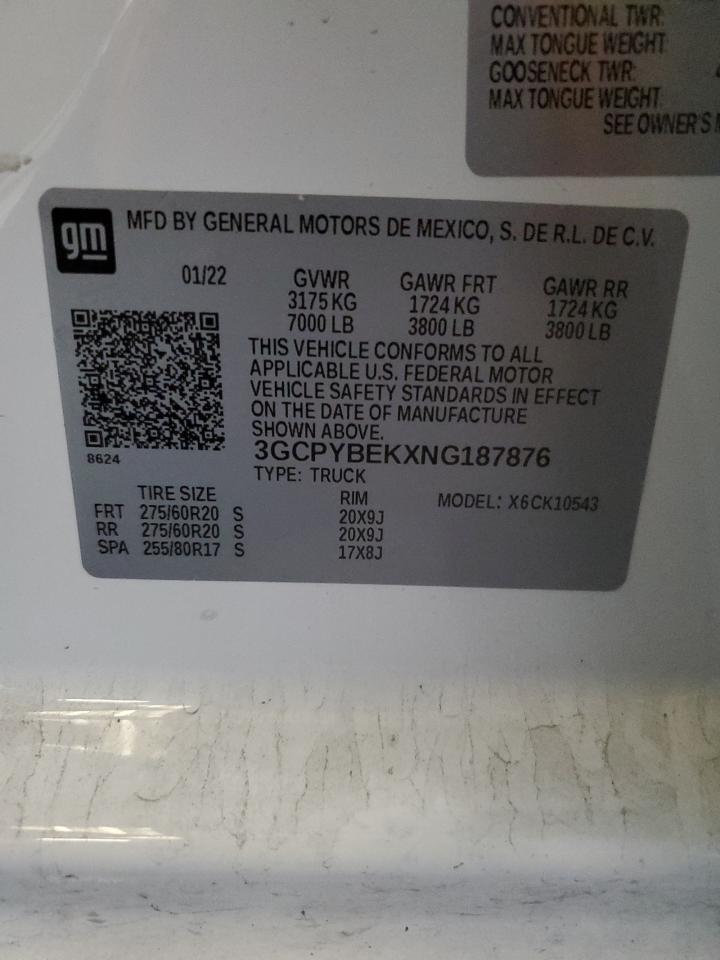 CONVENTIONAL TWR:
MAX TONGUE WEIGHT:
GOOSENECK TWR:
MAX TONGUE WEIGHT:
SEE OWNER'S
gm
MFD BY GENERAL MOTORS DE MEXICO, S. DE R.L. DE C.V.
01/22 GVWR GAWR FRT GAWR RR
3175 KG 1724 KG 1724 KG
7000 LB 3800 LB 3800 LB
THIS VEHICLE CONFORMS TO ALL
APPLICABLE U.S. FEDERAL MOTOR
VEHICLE SAFETY STANDARDS IN EFFECT
ON THE DATE OF MANUFACTURE
SHOWN ABOVE.
8624 3GCPYBEKXNG187876
TYPE: TRUCK
TIRE SIZE RIM MODEL: X6CK10543
FRT 275/60R20 S 20X9J
RR 275/60R20 S 20X9J
SPA 255/80R17 S 17X8J